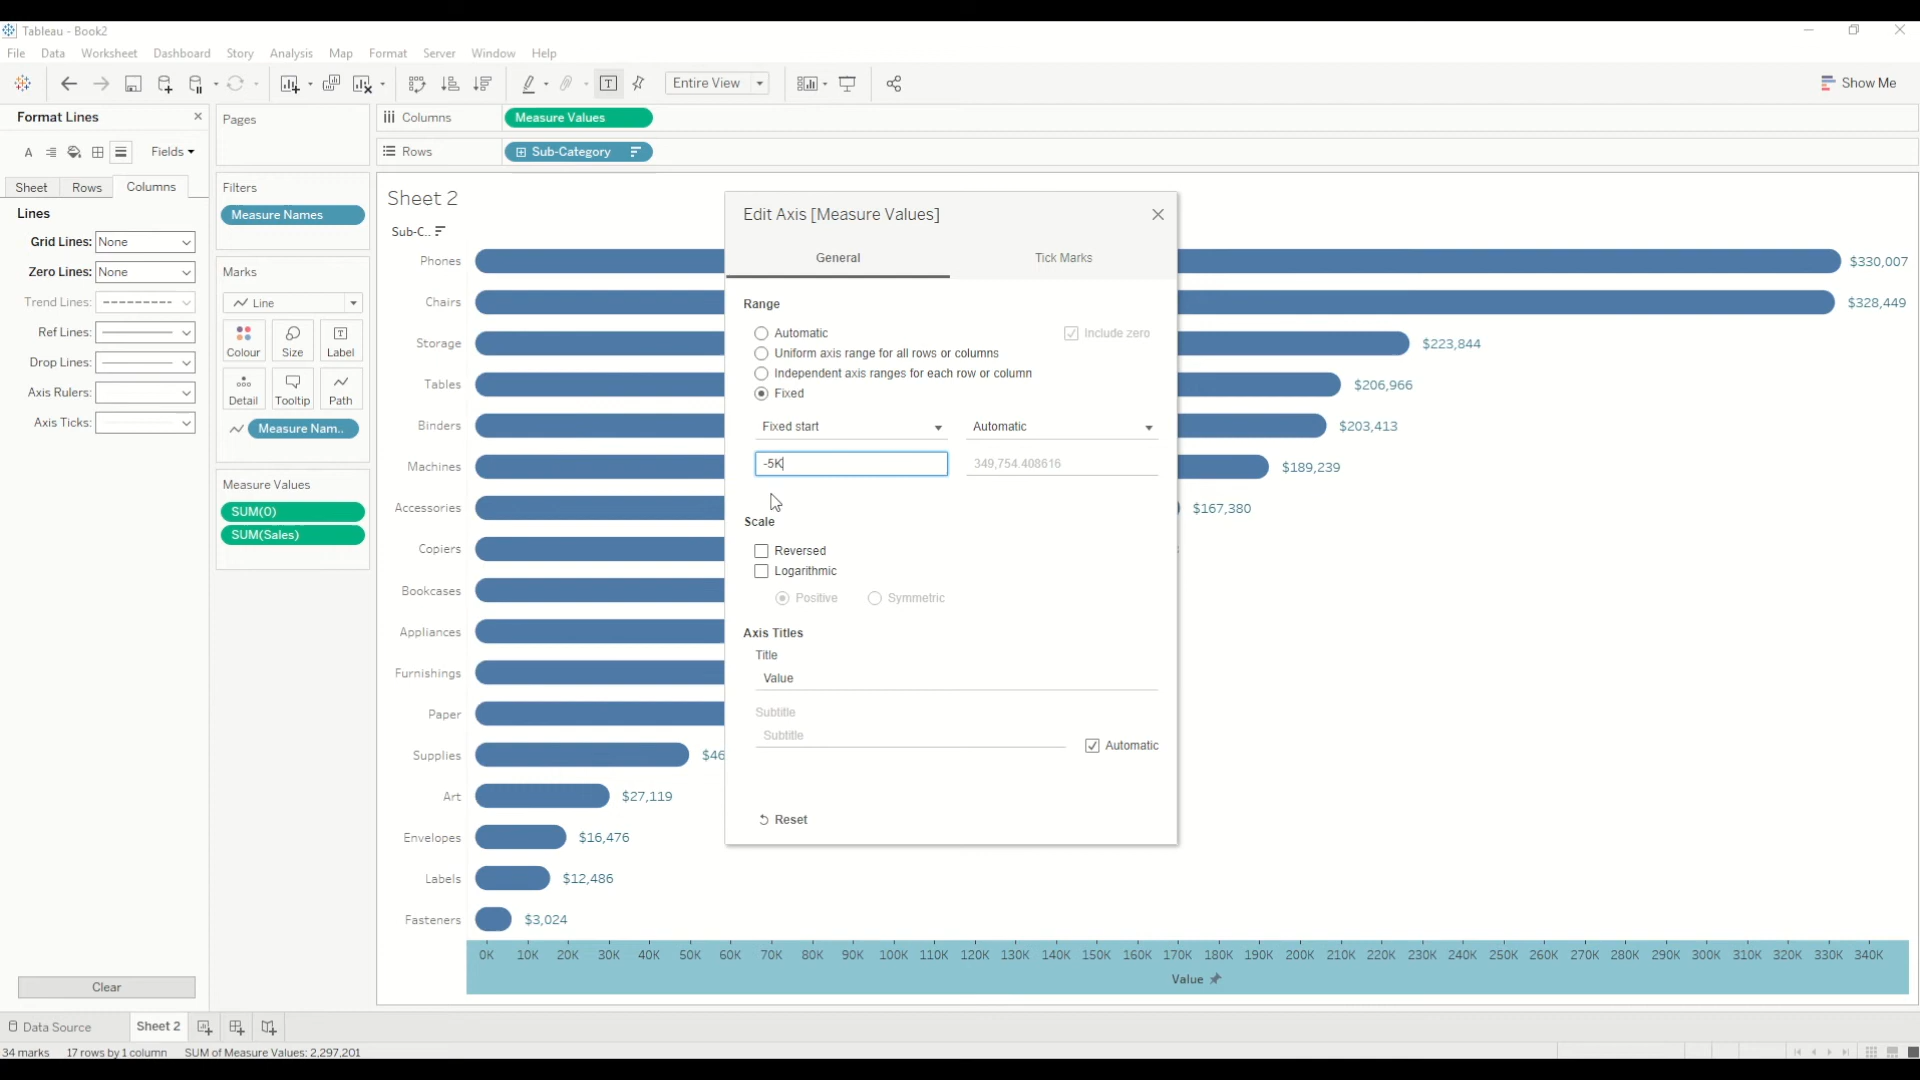 Tableau - Book2
File Data Worksheet Dashboard Story Analysis Map Format Server Window Help
Entire View
Show Me
Format Lines
Fields
Sheet Rows Columns
Lines
Grid Lines: None
Zero Lines: None
Trend Lines:
Ref Lines:
Drop Lines:
Axis Rulers:
Axis Ticks:
Clear
Pages
Filters
Measure Names
Marks
Line
Colour Size Label
Detail Tooltip Path
Measure Nam..
Measure Values
SUM(0)
SUM(Sales)
Columns Measure Values
Rows Sub-Category
Sheet 2
Sub-C..
Phones $330,007
Chairs $328,449
Storage $223,844
Tables $206,966
Binders $203,413
Machines $189,239
Accessories $167,380
Copiers
Bookcases
Appliances
Furnishings
Paper
Supplies $46
Art $27,119
Envelopes $16,476
Labels $12,486
Fasteners $3,024
0K 10K 20K 30K 40K 50K 60K 70K 80K 90K 100K 110K 120K 130K 140K 150K 160K 170K 180K 190K 200K 210K 220K 230K 240K 250K 260K 270K 280K 290K 300K 310K 320K 330K 340K
Value
Edit Axis [Measure Values]
General Tick Marks
Range
Automatic Include zero
Uniform axis range for all rows or columns
Independent axis ranges for each row or column
Fixed
Fixed start Automatic
-5K 349,754.408616
Scale
Reversed
Logarithmic
Positive Symmetric
Axis Titles
Title
Value
Subtitle
Subtitle
Automatic
Reset
Data Source Sheet 2
34 marks 17 rows by 1 column SUM of Measure Values: 2,297,201